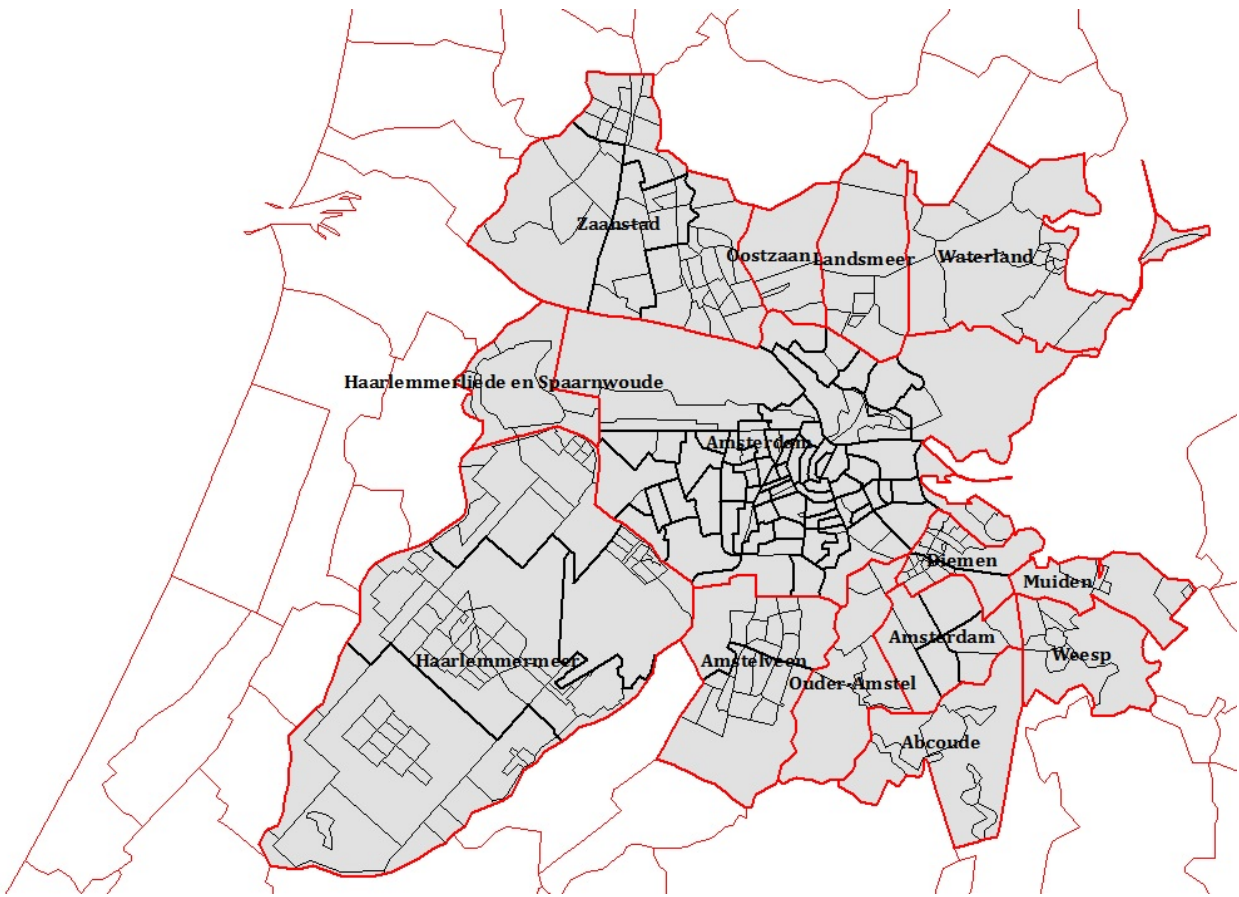 Zaanstad
Oostzaan
Landsmeer
Waterland
Haarlemmerliede en Spaarnwoude
Amsterdam
Diemen
Muiden
Amsterdam
Weesp
Haarlemmermeer
Amstelveen
Ouder-Amstel
Abcoude